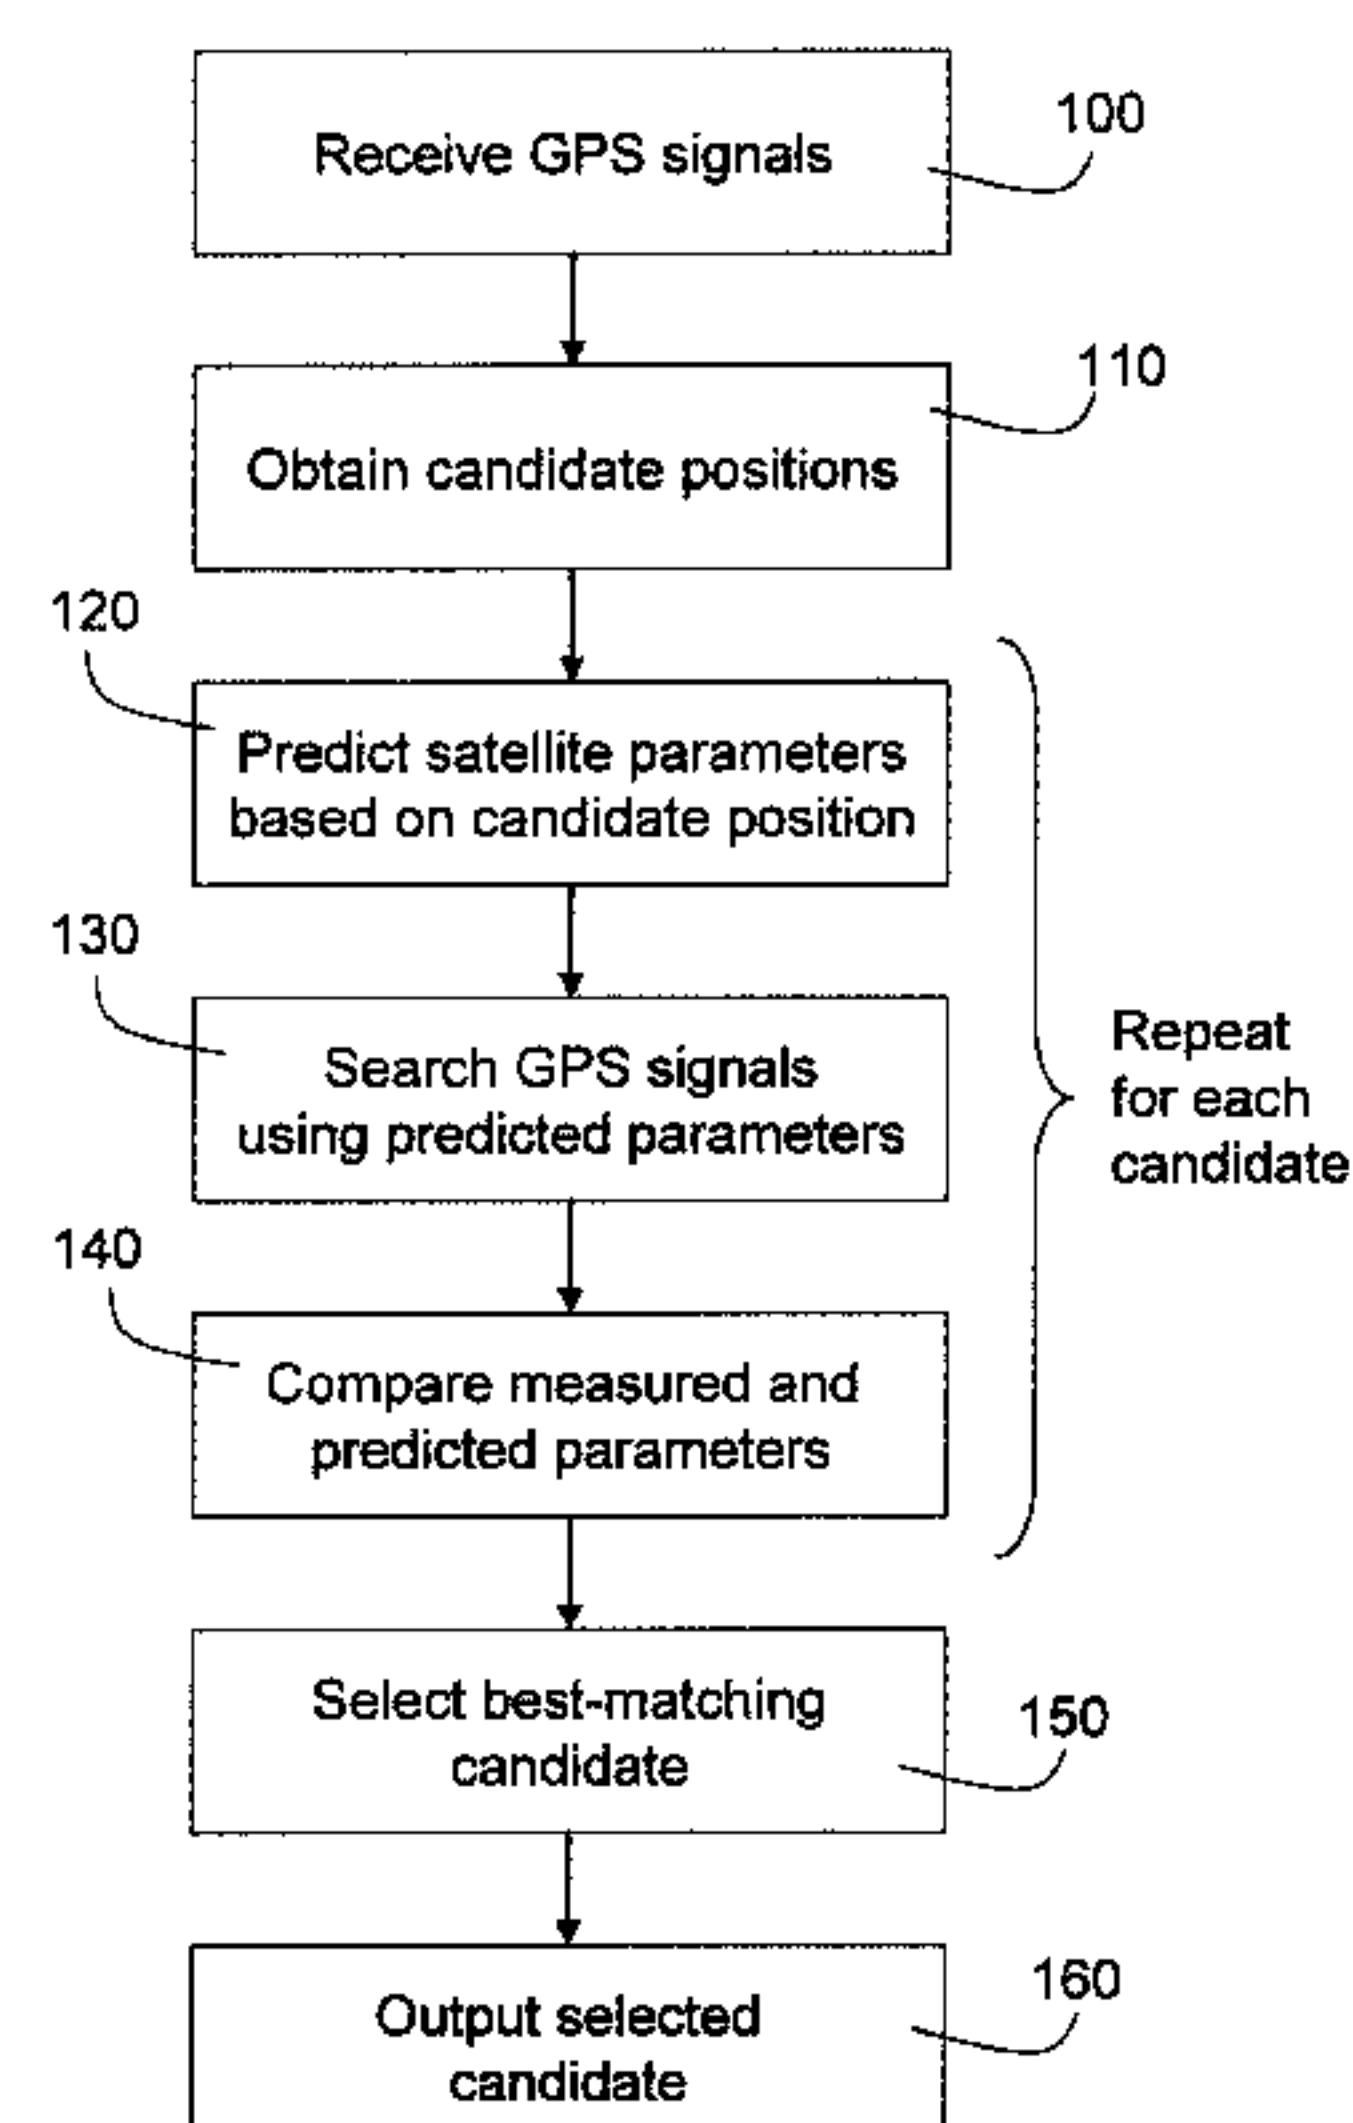 Receive GPS signals
100
Obtain candidate positions
110
120
Predict satellite parameters
based on candidate position
130
Search GPS signals
using predicted parameters
Repeat
for each
candidate
140
Compare measured and
predicted parameters
Select best-matching
candidate
150
Output selected
candidate
160